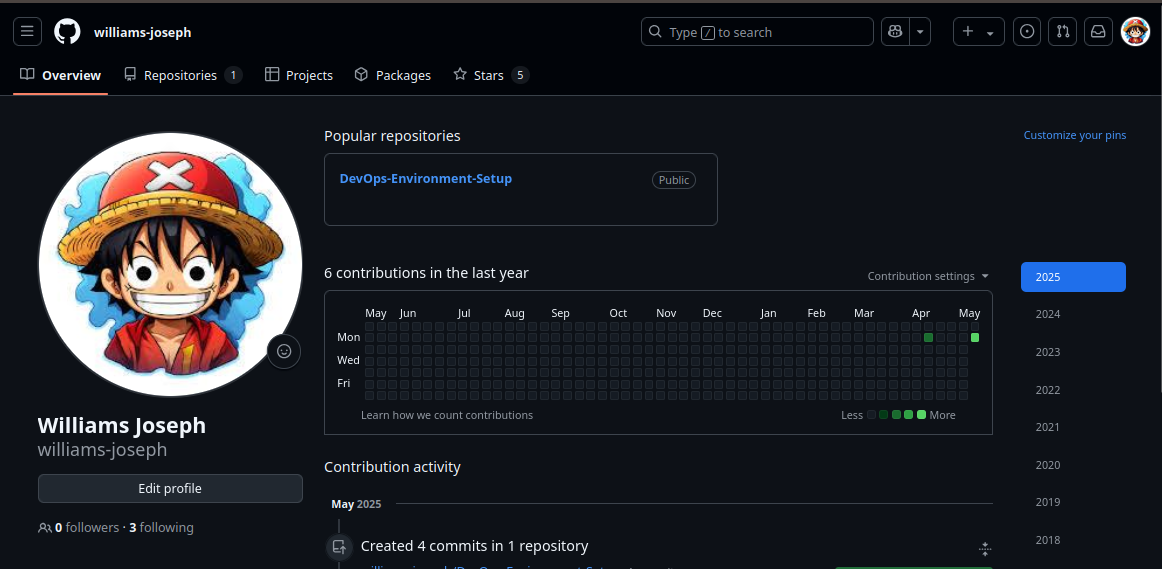 williams-joseph
Type / to search
Overview
Repositories 1
Projects
Packages
Stars 5
Popular repositories
Customize your pins
DevOps-Environment-Setup
Public
6 contributions in the last year
Contribution settings
May Jun Jul Aug Sep Oct Nov Dec Jan Feb Mar Apr May
Mon
Wed
Fri
Learn how we count contributions
Less
More
2025
2024
2023
2022
2021
2020
2019
2018
Williams Joseph
williams-joseph
Edit profile
0 followers · 3 following
Contribution activity
May 2025
Created 4 commits in 1 repository